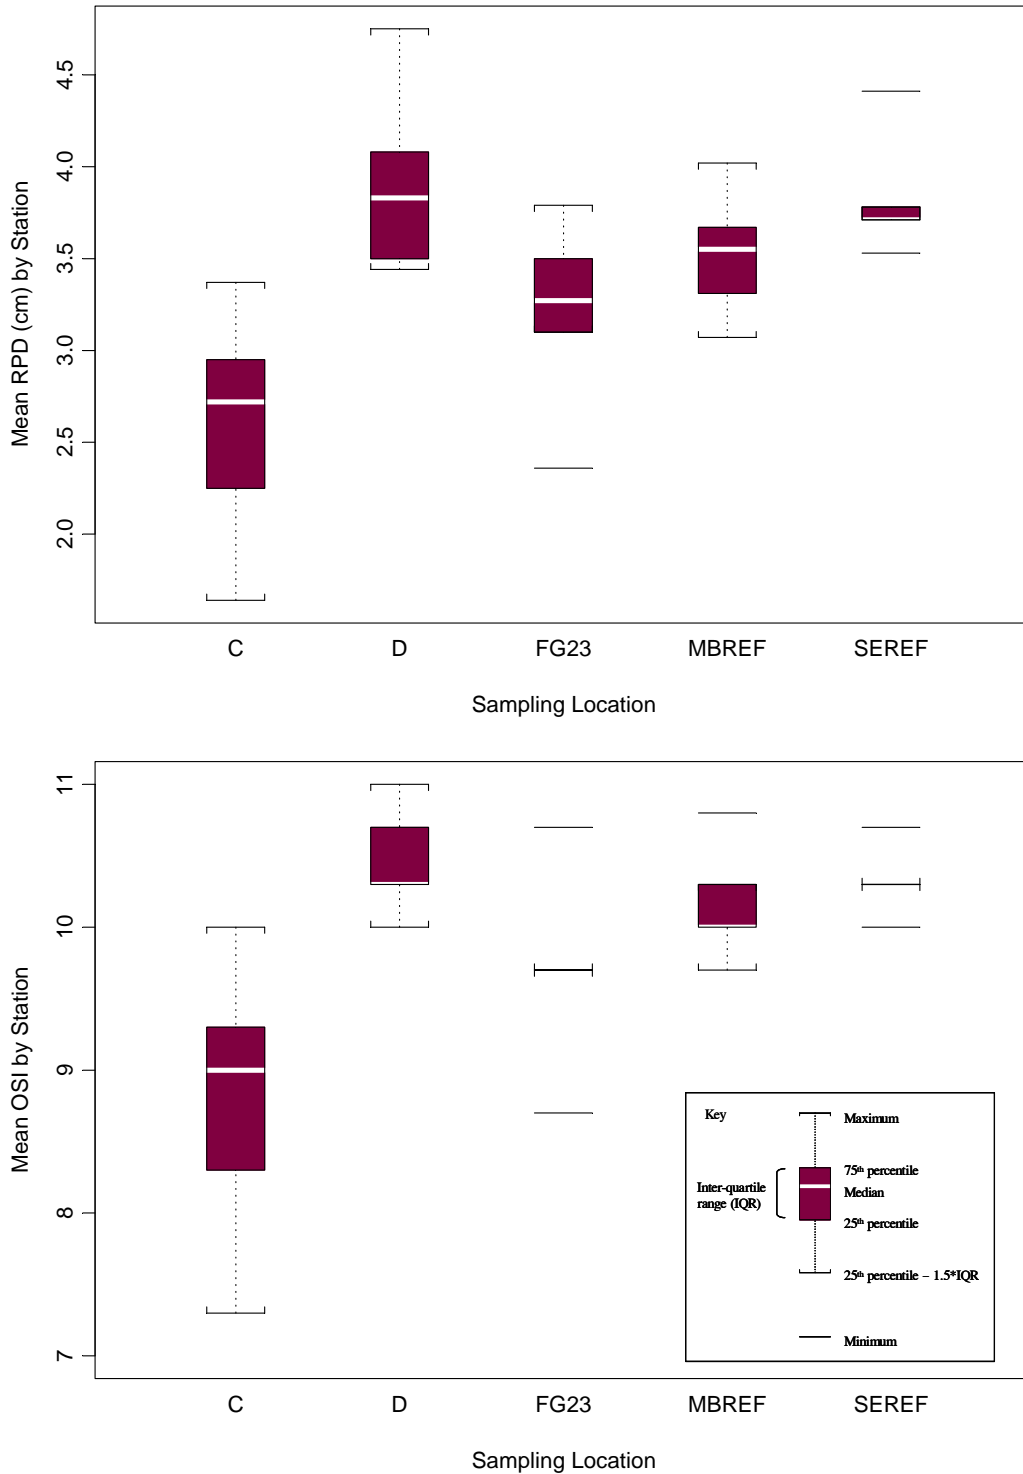 Mean RPD (cm) by Station
4.5
4.0
3.5
3.0
2.5
2.0
C D FG23 MBREF SEREF
Sampling Location
Mean OSI by Station
11
10
9
8
7
Key
Maximum
75th percentile
Inter-quartile
range (IQR)
Median
25th percentile
25th percentile – 1.5*IQR
Minimum
C D FG23 MBREF SEREF
Sampling Location